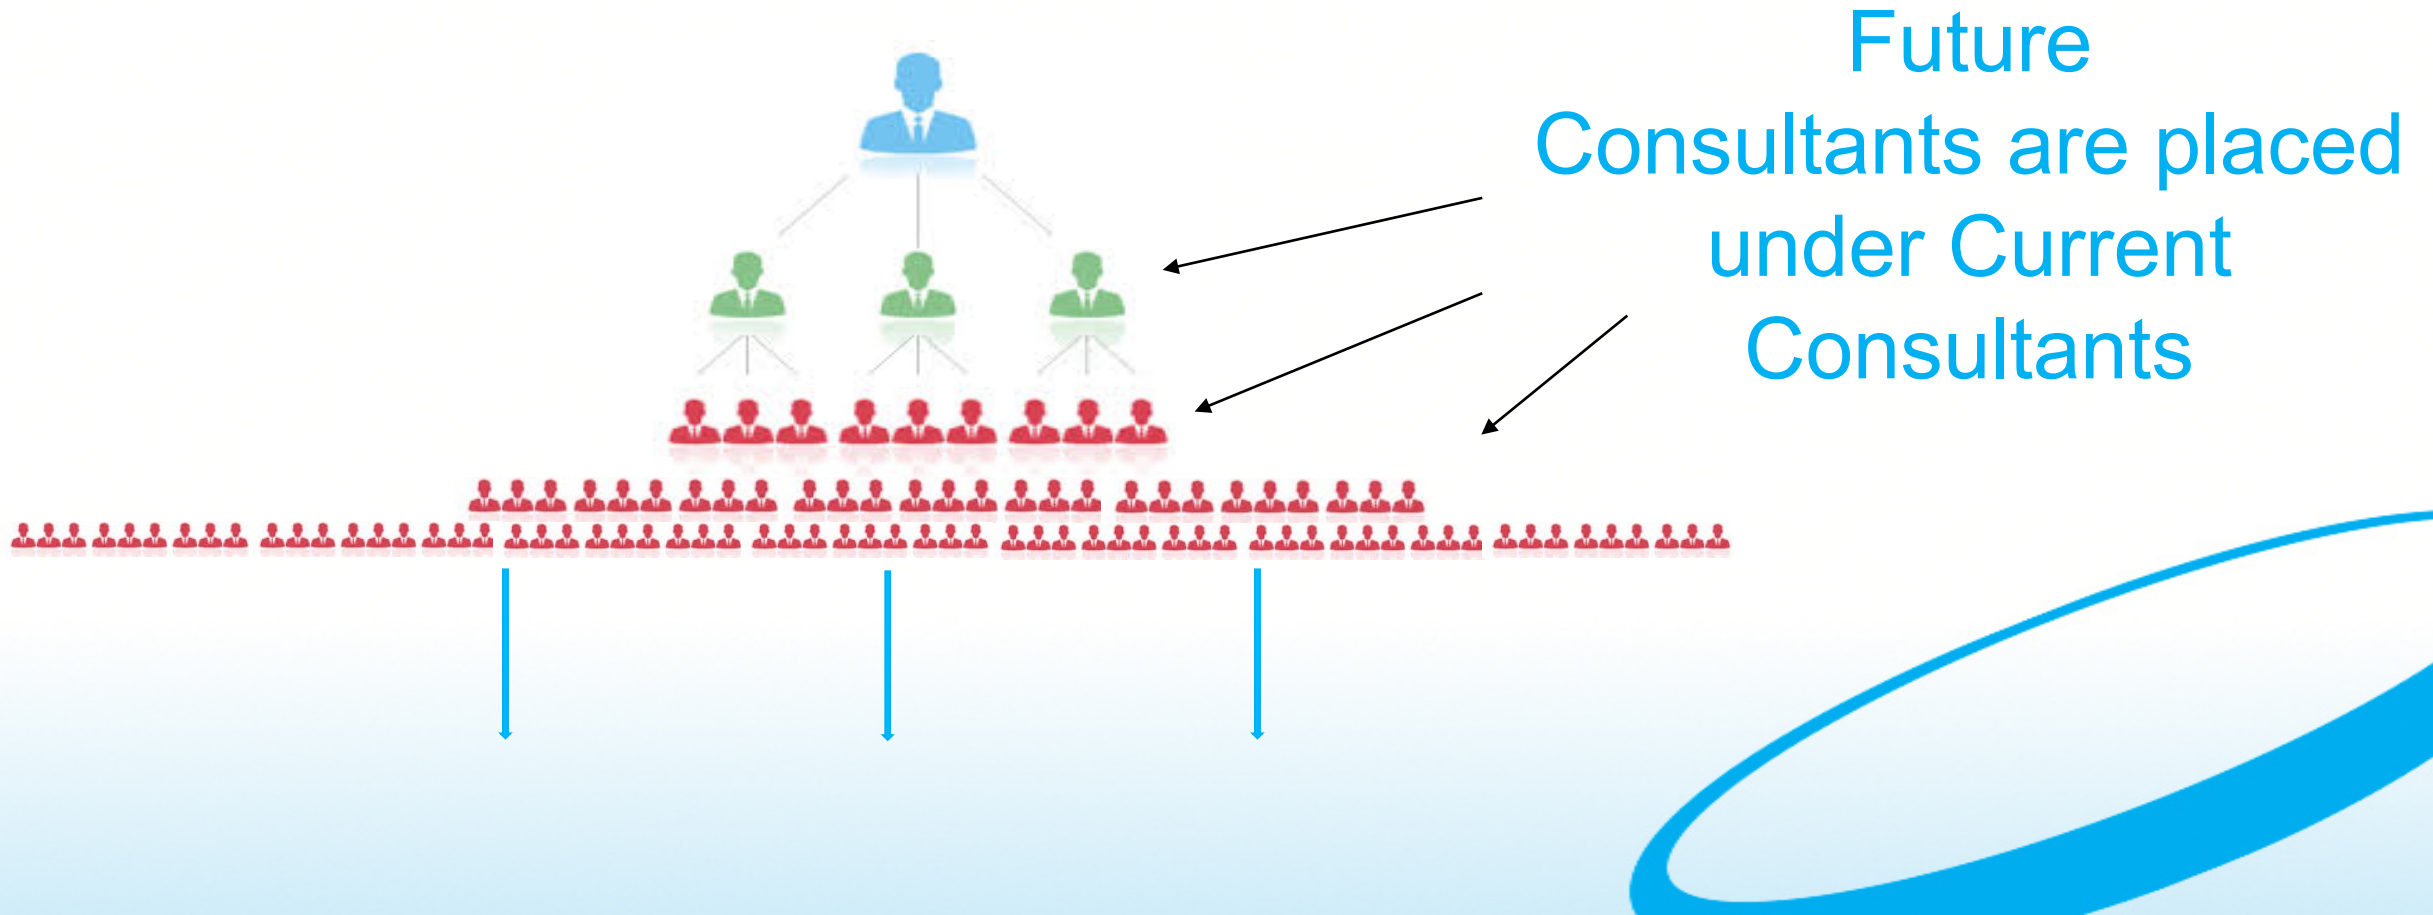 Future
Consultants are placed
under Current
Consultants